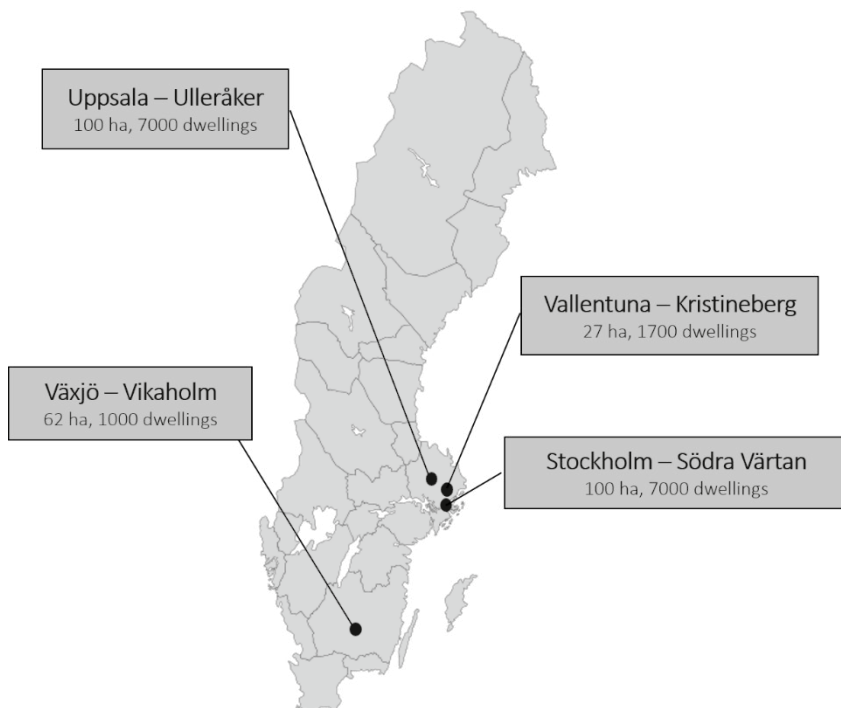 Uppsala – Ulleråker
100 ha, 7000 dwellings
Vallentuna – Kristineberg
27 ha, 1700 dwellings
Växjö – Vikaholm
62 ha, 1000 dwellings
Stockholm – Södra Värtan
100 ha, 7000 dwellings